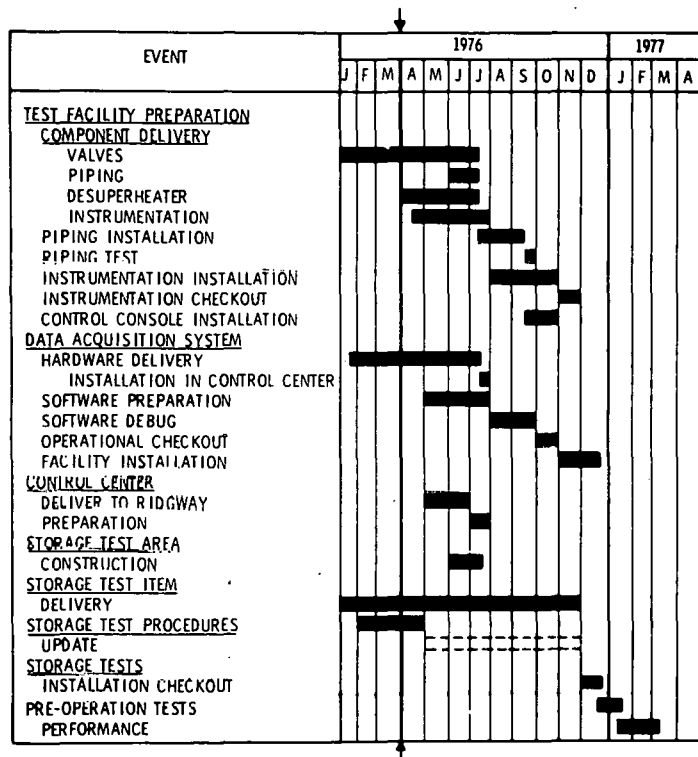 EVENT
1976
1977
J F M A M J J A S O N D J F M A
TEST FACILITY PREPARATION
COMPONENT DELIVERY
VALVES
PIPING
DESUPERHEATER
INSTRUMENTATION
PIPING INSTALLATION
PIPING TEST
INSTRUMENTATION INSTALLATION
INSTRUMENTATION CHECKOUT
CONTROL CONSOLE INSTALLATION
DATA ACQUISITION SYSTEM
HARDWARE DELIVERY
INSTALLATION IN CONTROL CENTER
SOFTWARE PREPARATION
SOFTWARE DEBUG
OPERATIONAL CHECKOUT
FACILITY INSTALLATION
CONTROL CENTER
DELIVER TO RIDGWAY
PREPARATION
STORAGE TEST AREA
CONSTRUCTION
STORAGE TEST ITEM
DELIVERY
STORAGE TEST PROCEDURES
UPDATE
STORAGE TESTS
INSTALLATION CHECKOUT
PRE-OPERATION TESTS
PERFORMANCE